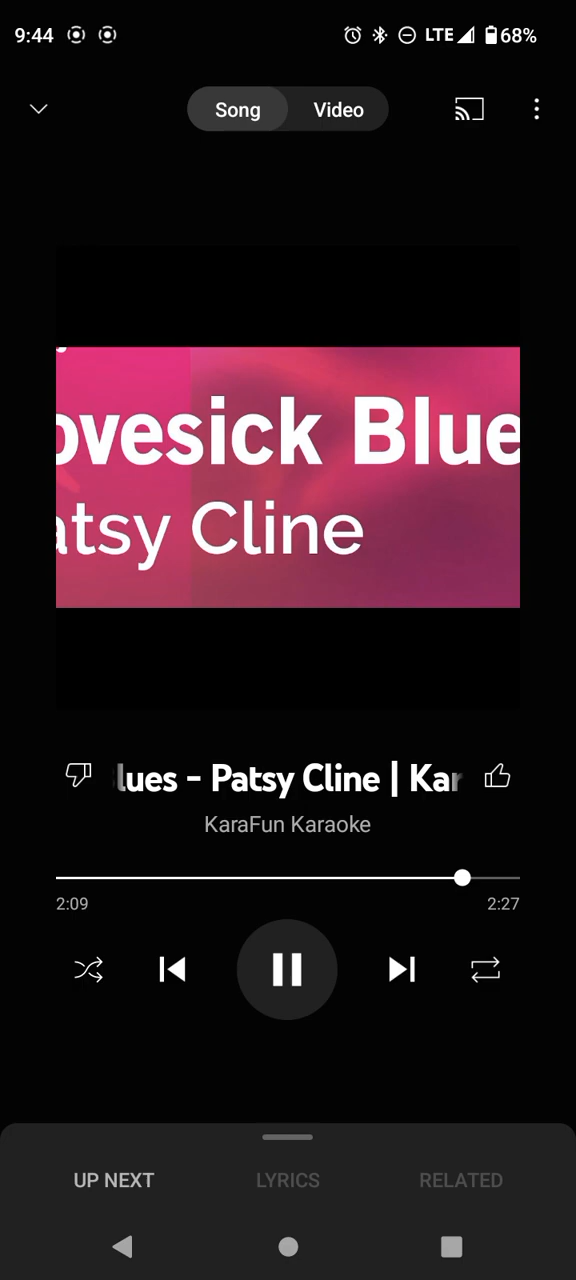 9:44 LTE 68%
Song Video
ovesick Blue
atsy Cline
lues - Patsy Cline | Kar
KaraFun Karaoke
2:09 2:27
UP NEXT LYRICS RELATED